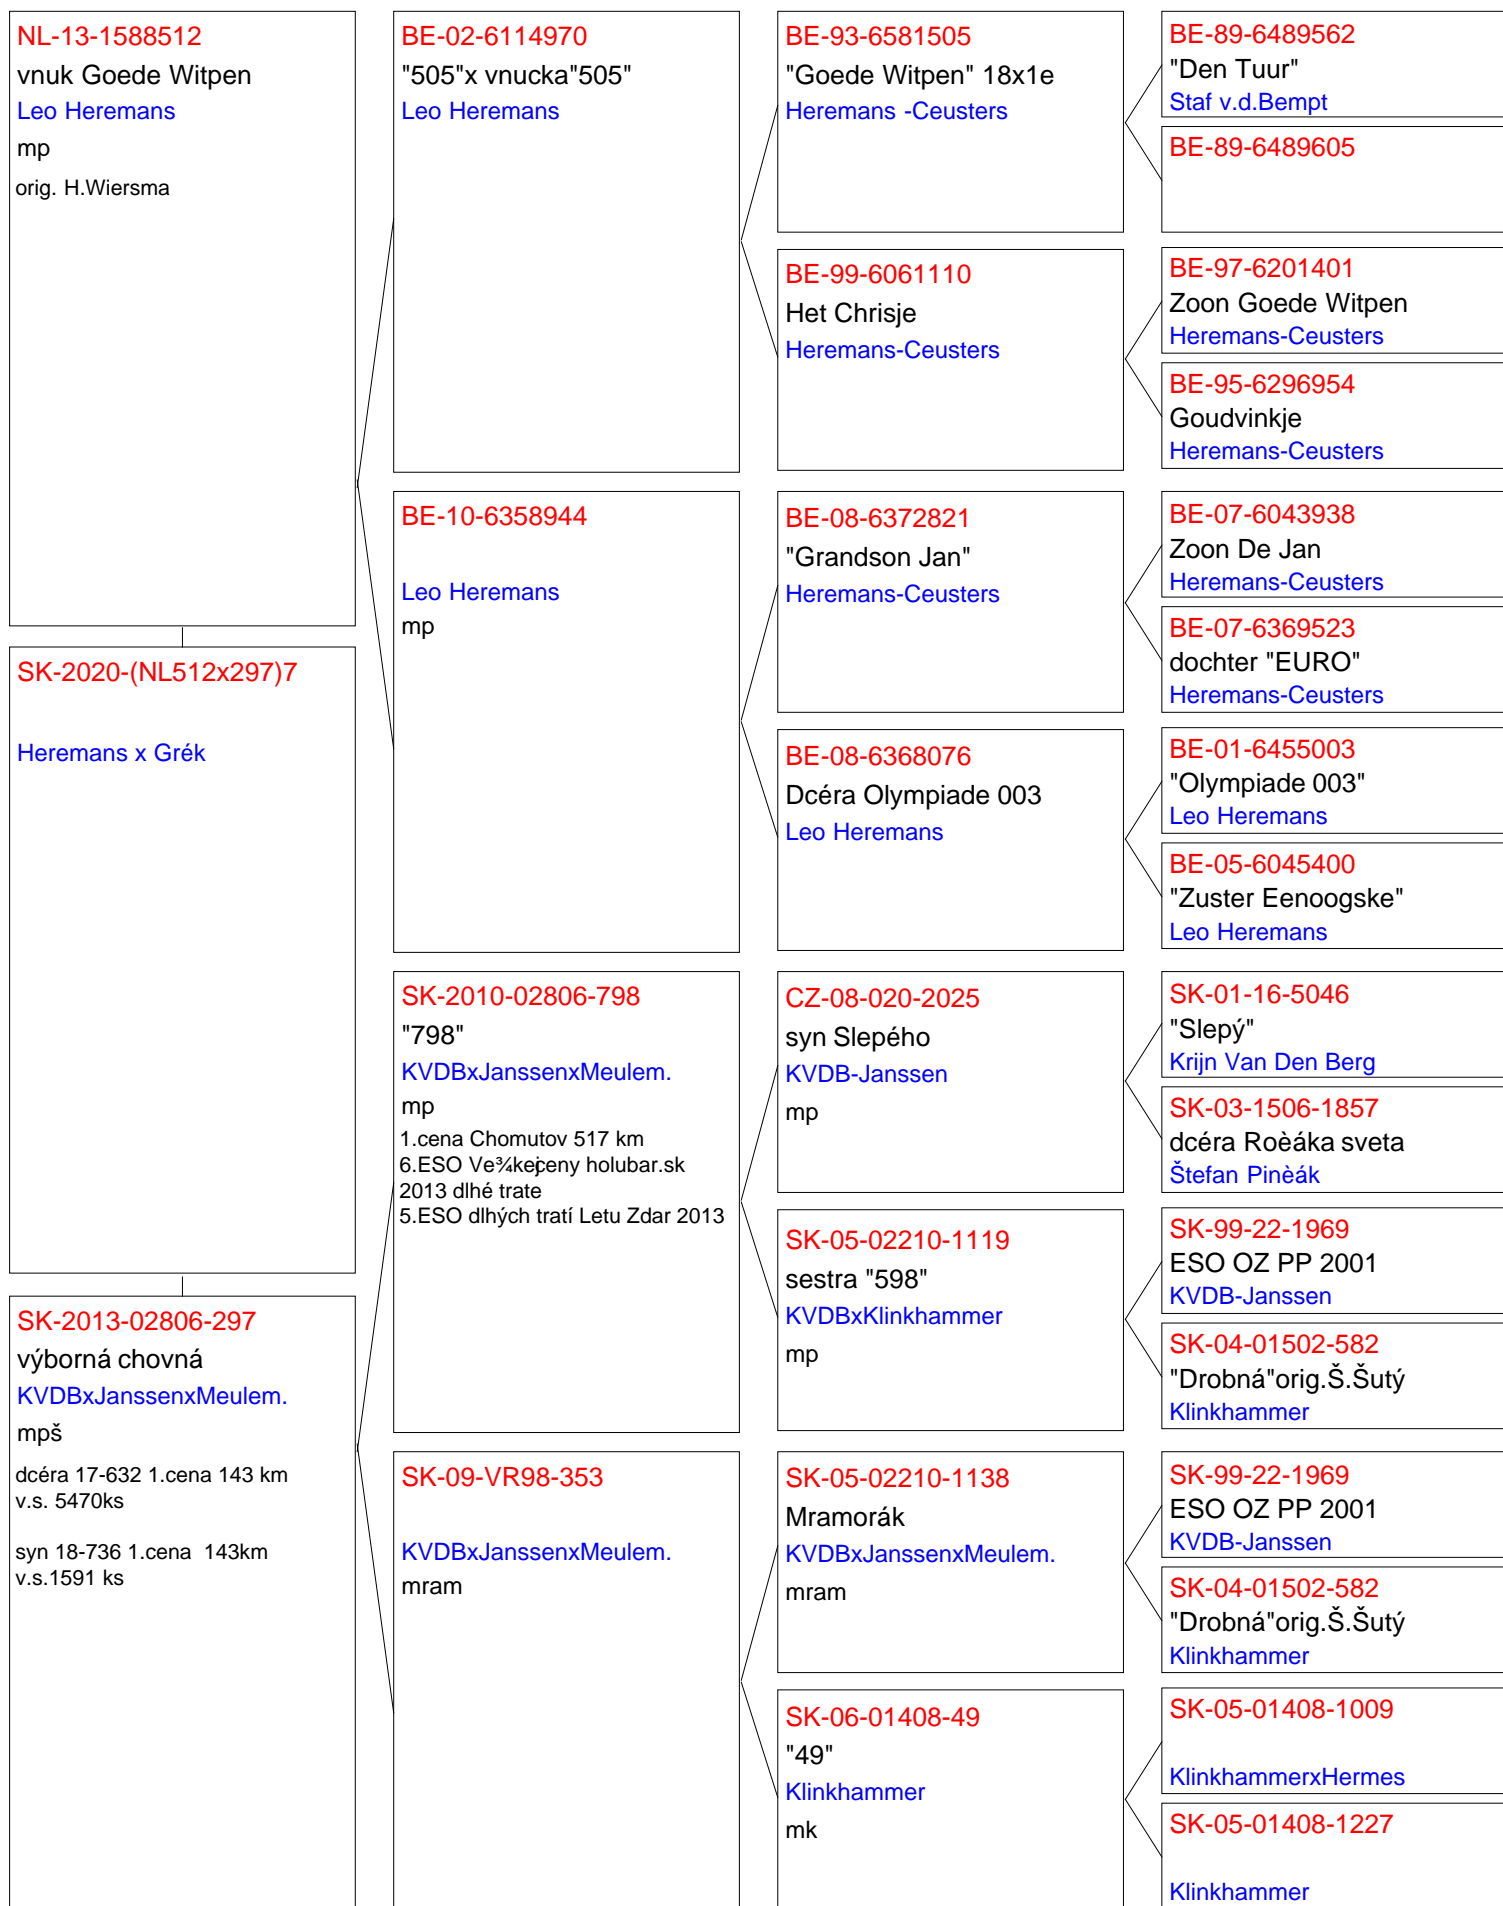 NL-13-1588512
vnuk Goede Witpen
Leo Heremans
mp
orig. H.Wiersma
SK-2020-(NL512x297)7
Heremans x Grék
SK-2013-02806-297
výborná chovná
KVDBxJanssenxMeulem.
mpš
dcéra 17-632 1.cena 143 km
v.s. 5470ks
syn 18-736 1.cena  143km
v.s.1591 ks
BE-02-6114970
"505"x vnucka"505"
Leo Heremans
BE-10-6358944
Leo Heremans
mp
SK-2010-02806-798
"798"
KVDBxJanssenxMeulem.
mp
1.cena Chomutov 517 km
6.ESO Ve¾kejceny holubar.sk
2013 dlhé trate
5.ESO dlhých tratí Letu Zdar 2013
SK-09-VR98-353
KVDBxJanssenxMeulem.
mram
BE-93-6581505
"Goede Witpen" 18x1e
Heremans -Ceusters
BE-99-6061110
Het Chrisje
Heremans-Ceusters
BE-08-6372821
"Grandson Jan"
Heremans-Ceusters
BE-08-6368076
Dcéra Olympiade 003
Leo Heremans
CZ-08-020-2025
syn Slepého
KVDB-Janssen
mp
SK-05-02210-1119
sestra "598"
KVDBxKlinkhammer
mp
SK-05-02210-1138
Mramorák
KVDBxJanssenxMeulem.
mram
SK-06-01408-49
"49"
Klinkhammer
mk
BE-89-6489562
"Den Tuur"
Staf v.d.Bempt
BE-89-6489605
BE-97-6201401
Zoon Goede Witpen
Heremans-Ceusters
BE-95-6296954
Goudvinkje
Heremans-Ceusters
BE-07-6043938
Zoon De Jan
Heremans-Ceusters
BE-07-6369523
dochter "EURO"
Heremans-Ceusters
BE-01-6455003
"Olympiade 003"
Leo Heremans
BE-05-6045400
"Zuster Eenoogske"
Leo Heremans
SK-01-16-5046
"Slepý"
Krijn Van Den Berg
SK-03-1506-1857
dcéra Roèáka sveta
Štefan Pinèák
SK-99-22-1969
ESO OZ PP 2001
KVDB-Janssen
SK-04-01502-582
"Drobná"orig.Š.Šutý
Klinkhammer
SK-99-22-1969
ESO OZ PP 2001
KVDB-Janssen
SK-04-01502-582
"Drobná"orig.Š.Šutý
Klinkhammer
SK-05-01408-1009
KlinkhammerxHermes
SK-05-01408-1227
Klinkhammer